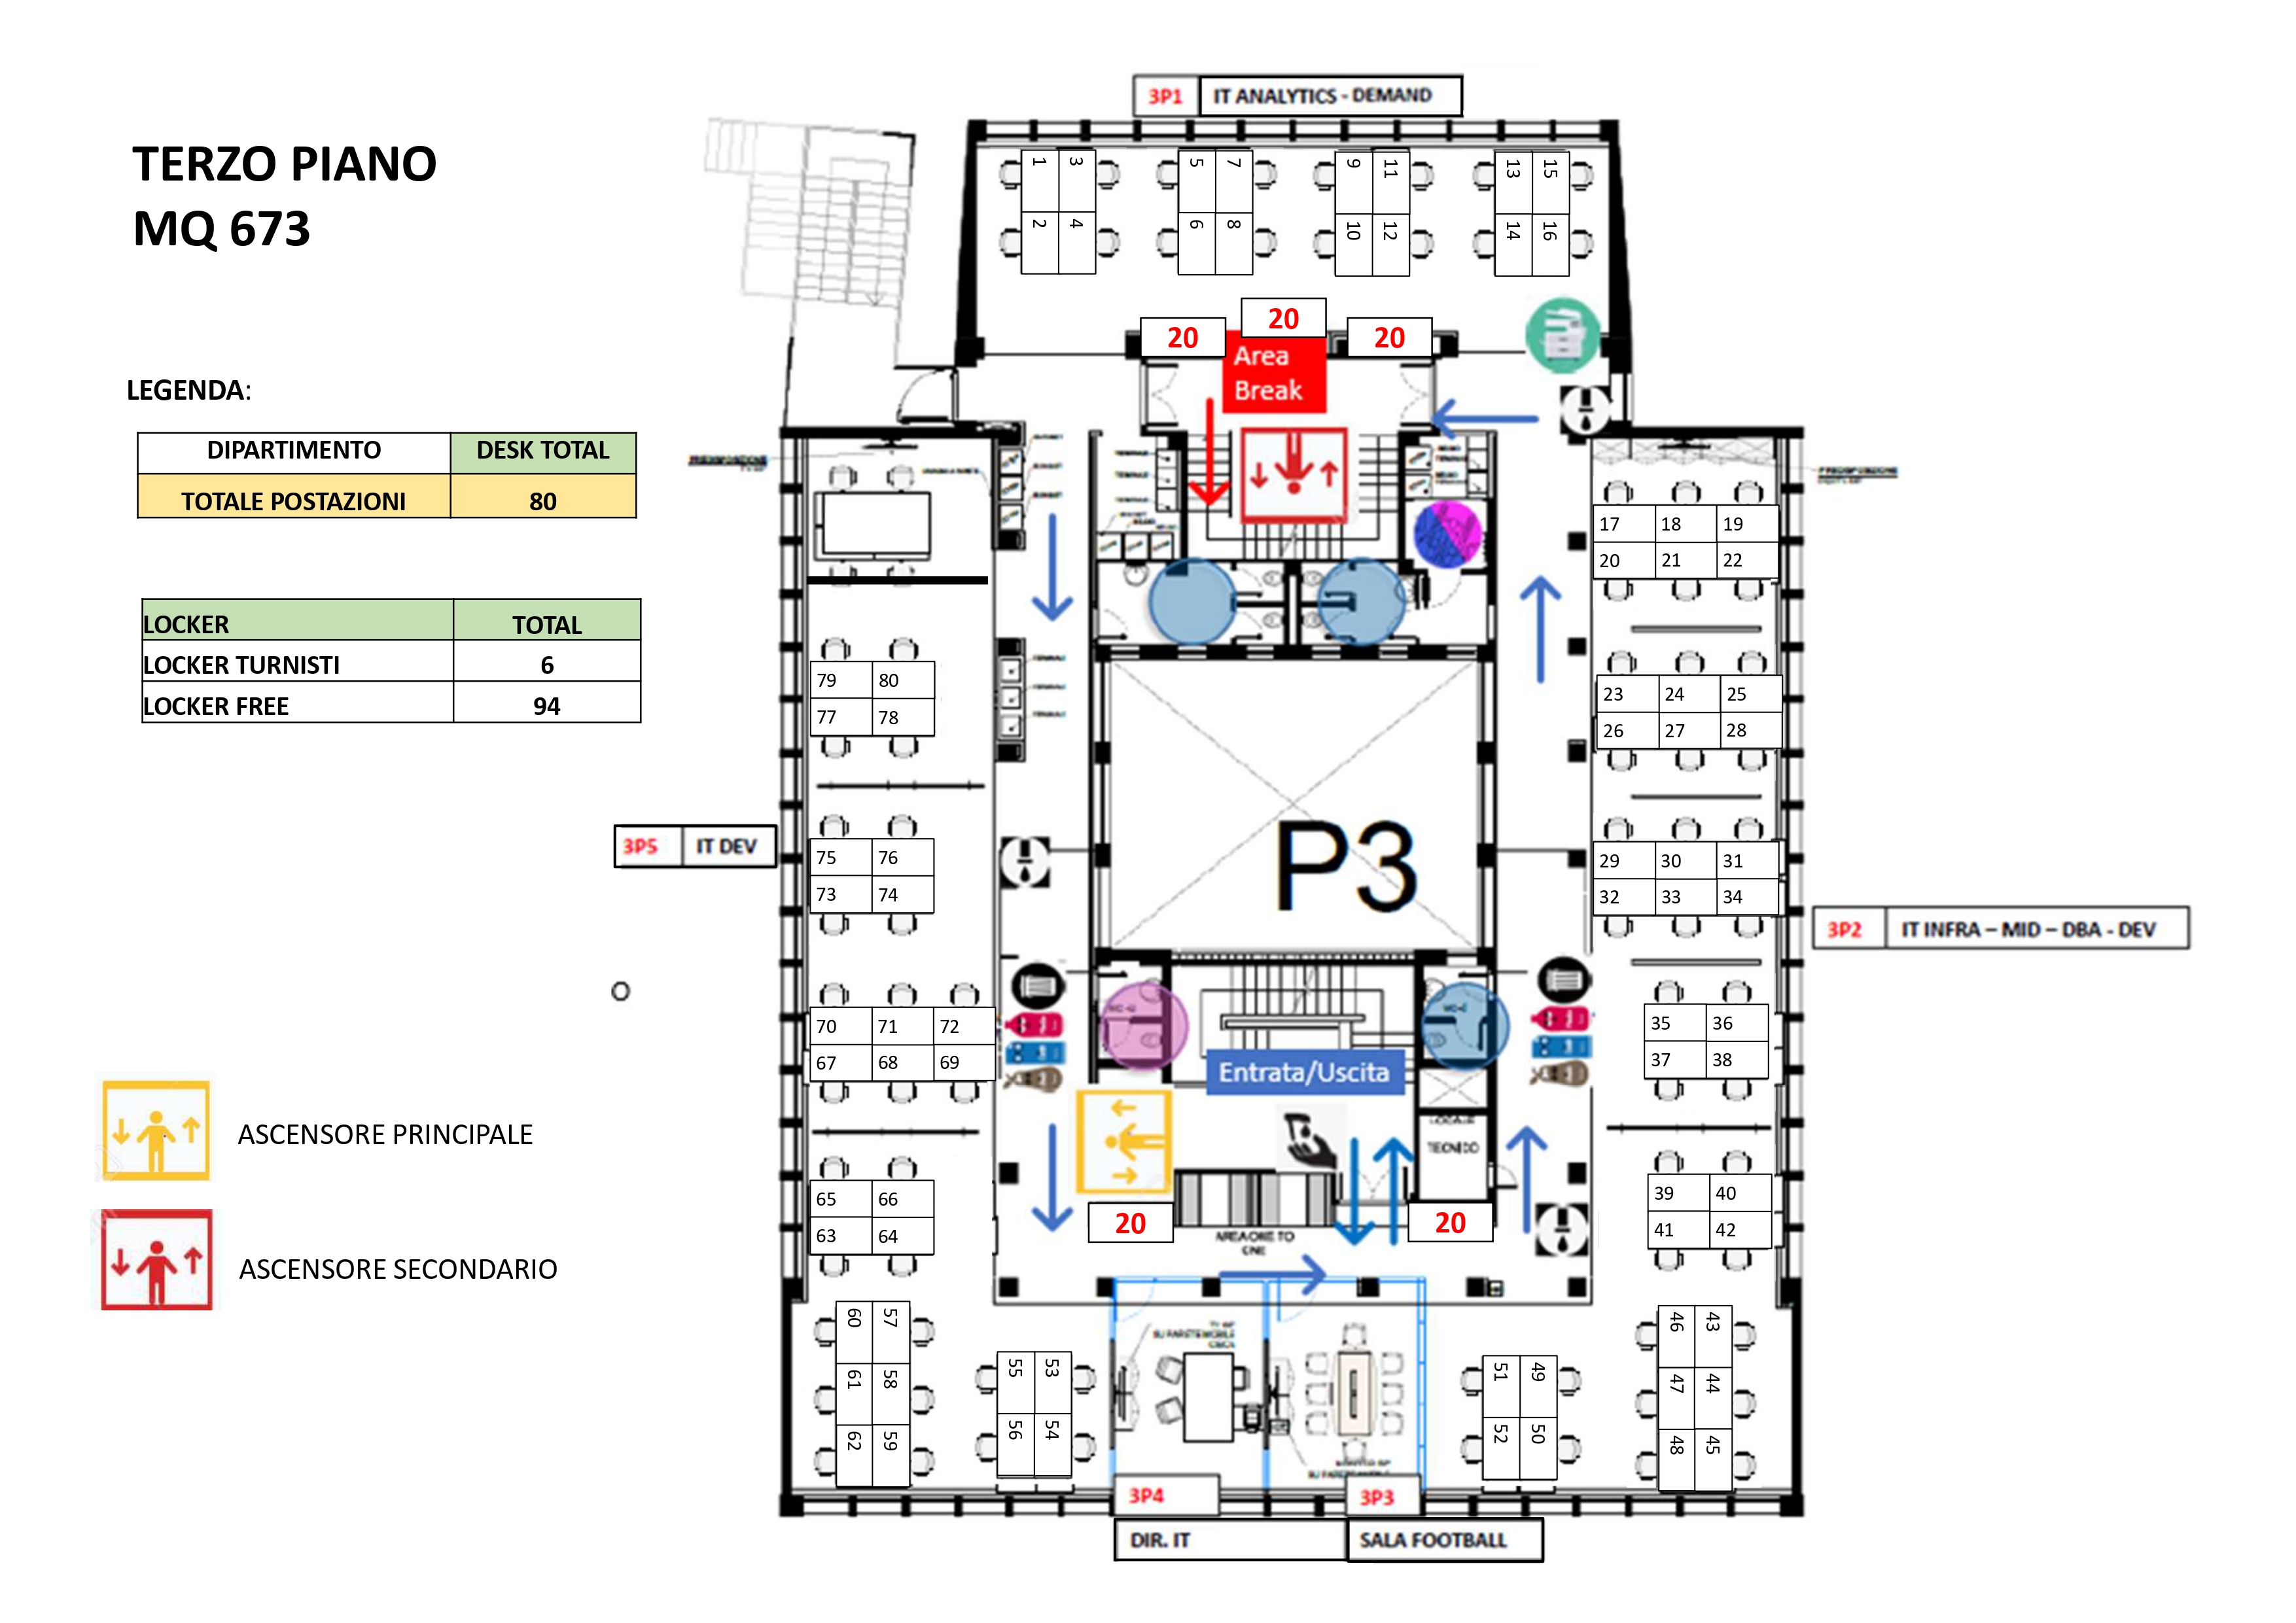 3P1 IT ANALYTICS - DEMAND
TERZO PIANO
MQ 673
1 3 5 7 9 11 13 15
2 4 6 8 10 12 14 16
20 20 20
Area
Break
LEGENDA:
DIPARTIMENTO DESK TOTAL
TOTALE POSTAZIONI 80
LOCKER TOTAL
LOCKER TURNISTI 6
LOCKER FREE 94
17 18 19
20 21 22
23 24 25
26 27 28
79 80
77 78
P3
3P5 IT DEV
75 76
73 74
29 30 31
32 33 34
3P2 IT INFRA – MID – DBA - DEV
70 71 72
67 68 69
35 36
37 38
Entrata/Uscita
LOCALE
TECNICO
ASCENSORE PRINCIPALE
65 66
63 64
39 40
41 42
20 20
AREA ONE TO
ONE
ASCENSORE SECONDARIO
60 57
61 58
62 59
55 53
56 54
51 49
52 50
46 43
47 44
48 45
3P4 3P3
DIR. IT SALA FOOTBALL